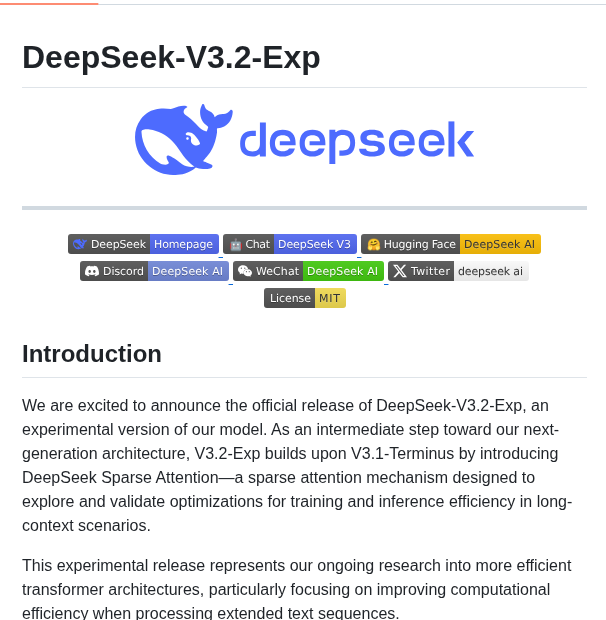 DeepSeek-V3.2-Exp
deepseek
DeepSeek Homepage Chat DeepSeek V3 Hugging Face DeepSeek AI
Discord DeepSeek AI WeChat DeepSeek AI Twitter deepseek ai
License MIT
Introduction
We are excited to announce the official release of DeepSeek-V3.2-Exp, an
experimental version of our model. As an intermediate step toward our next-
generation architecture, V3.2-Exp builds upon V3.1-Terminus by introducing
DeepSeek Sparse Attention—a sparse attention mechanism designed to
explore and validate optimizations for training and inference efficiency in long-
context scenarios.
This experimental release represents our ongoing research into more efficient
transformer architectures, particularly focusing on improving computational
efficiency when processing extended text sequences.